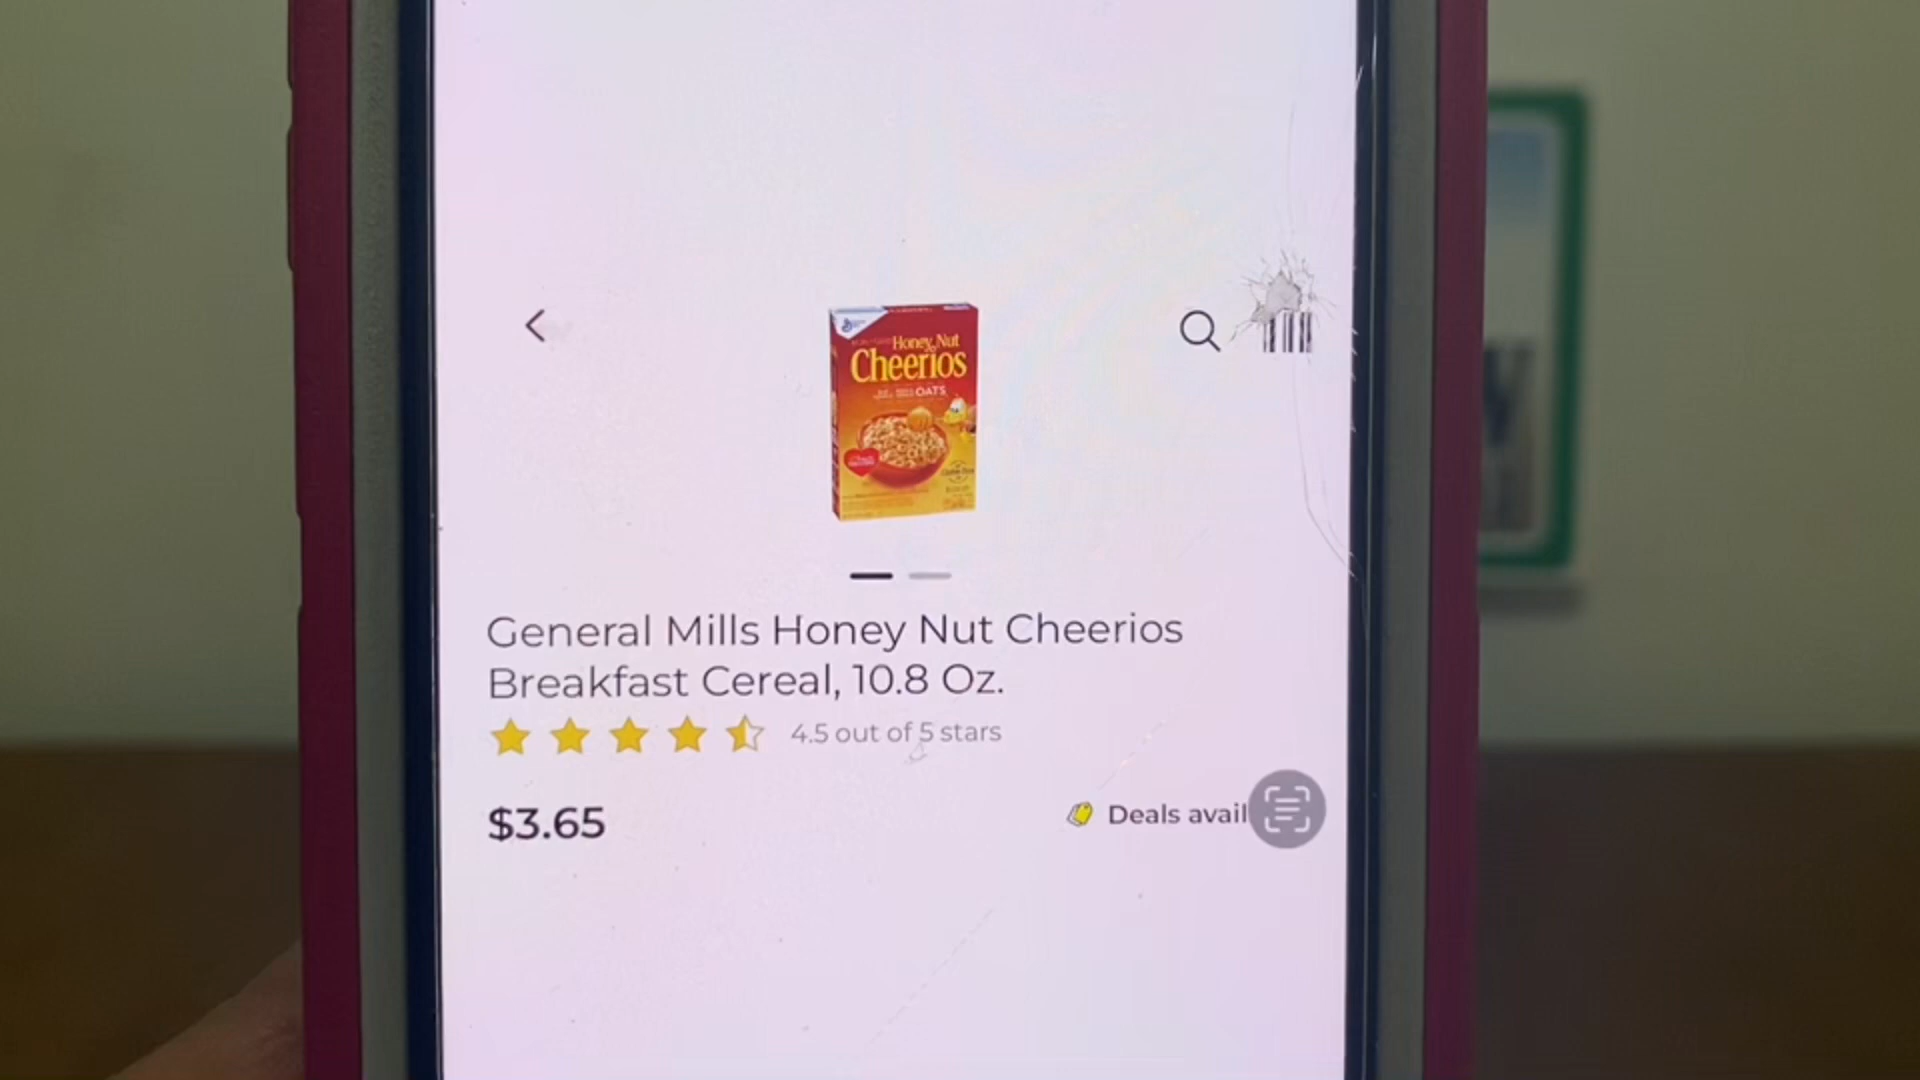 Honey Nut
Cheerios
OATS
General Mills Honey Nut Cheerios
Breakfast Cereal, 10.8 Oz.
4.5 out of 5 stars
$3.65
Deals avail